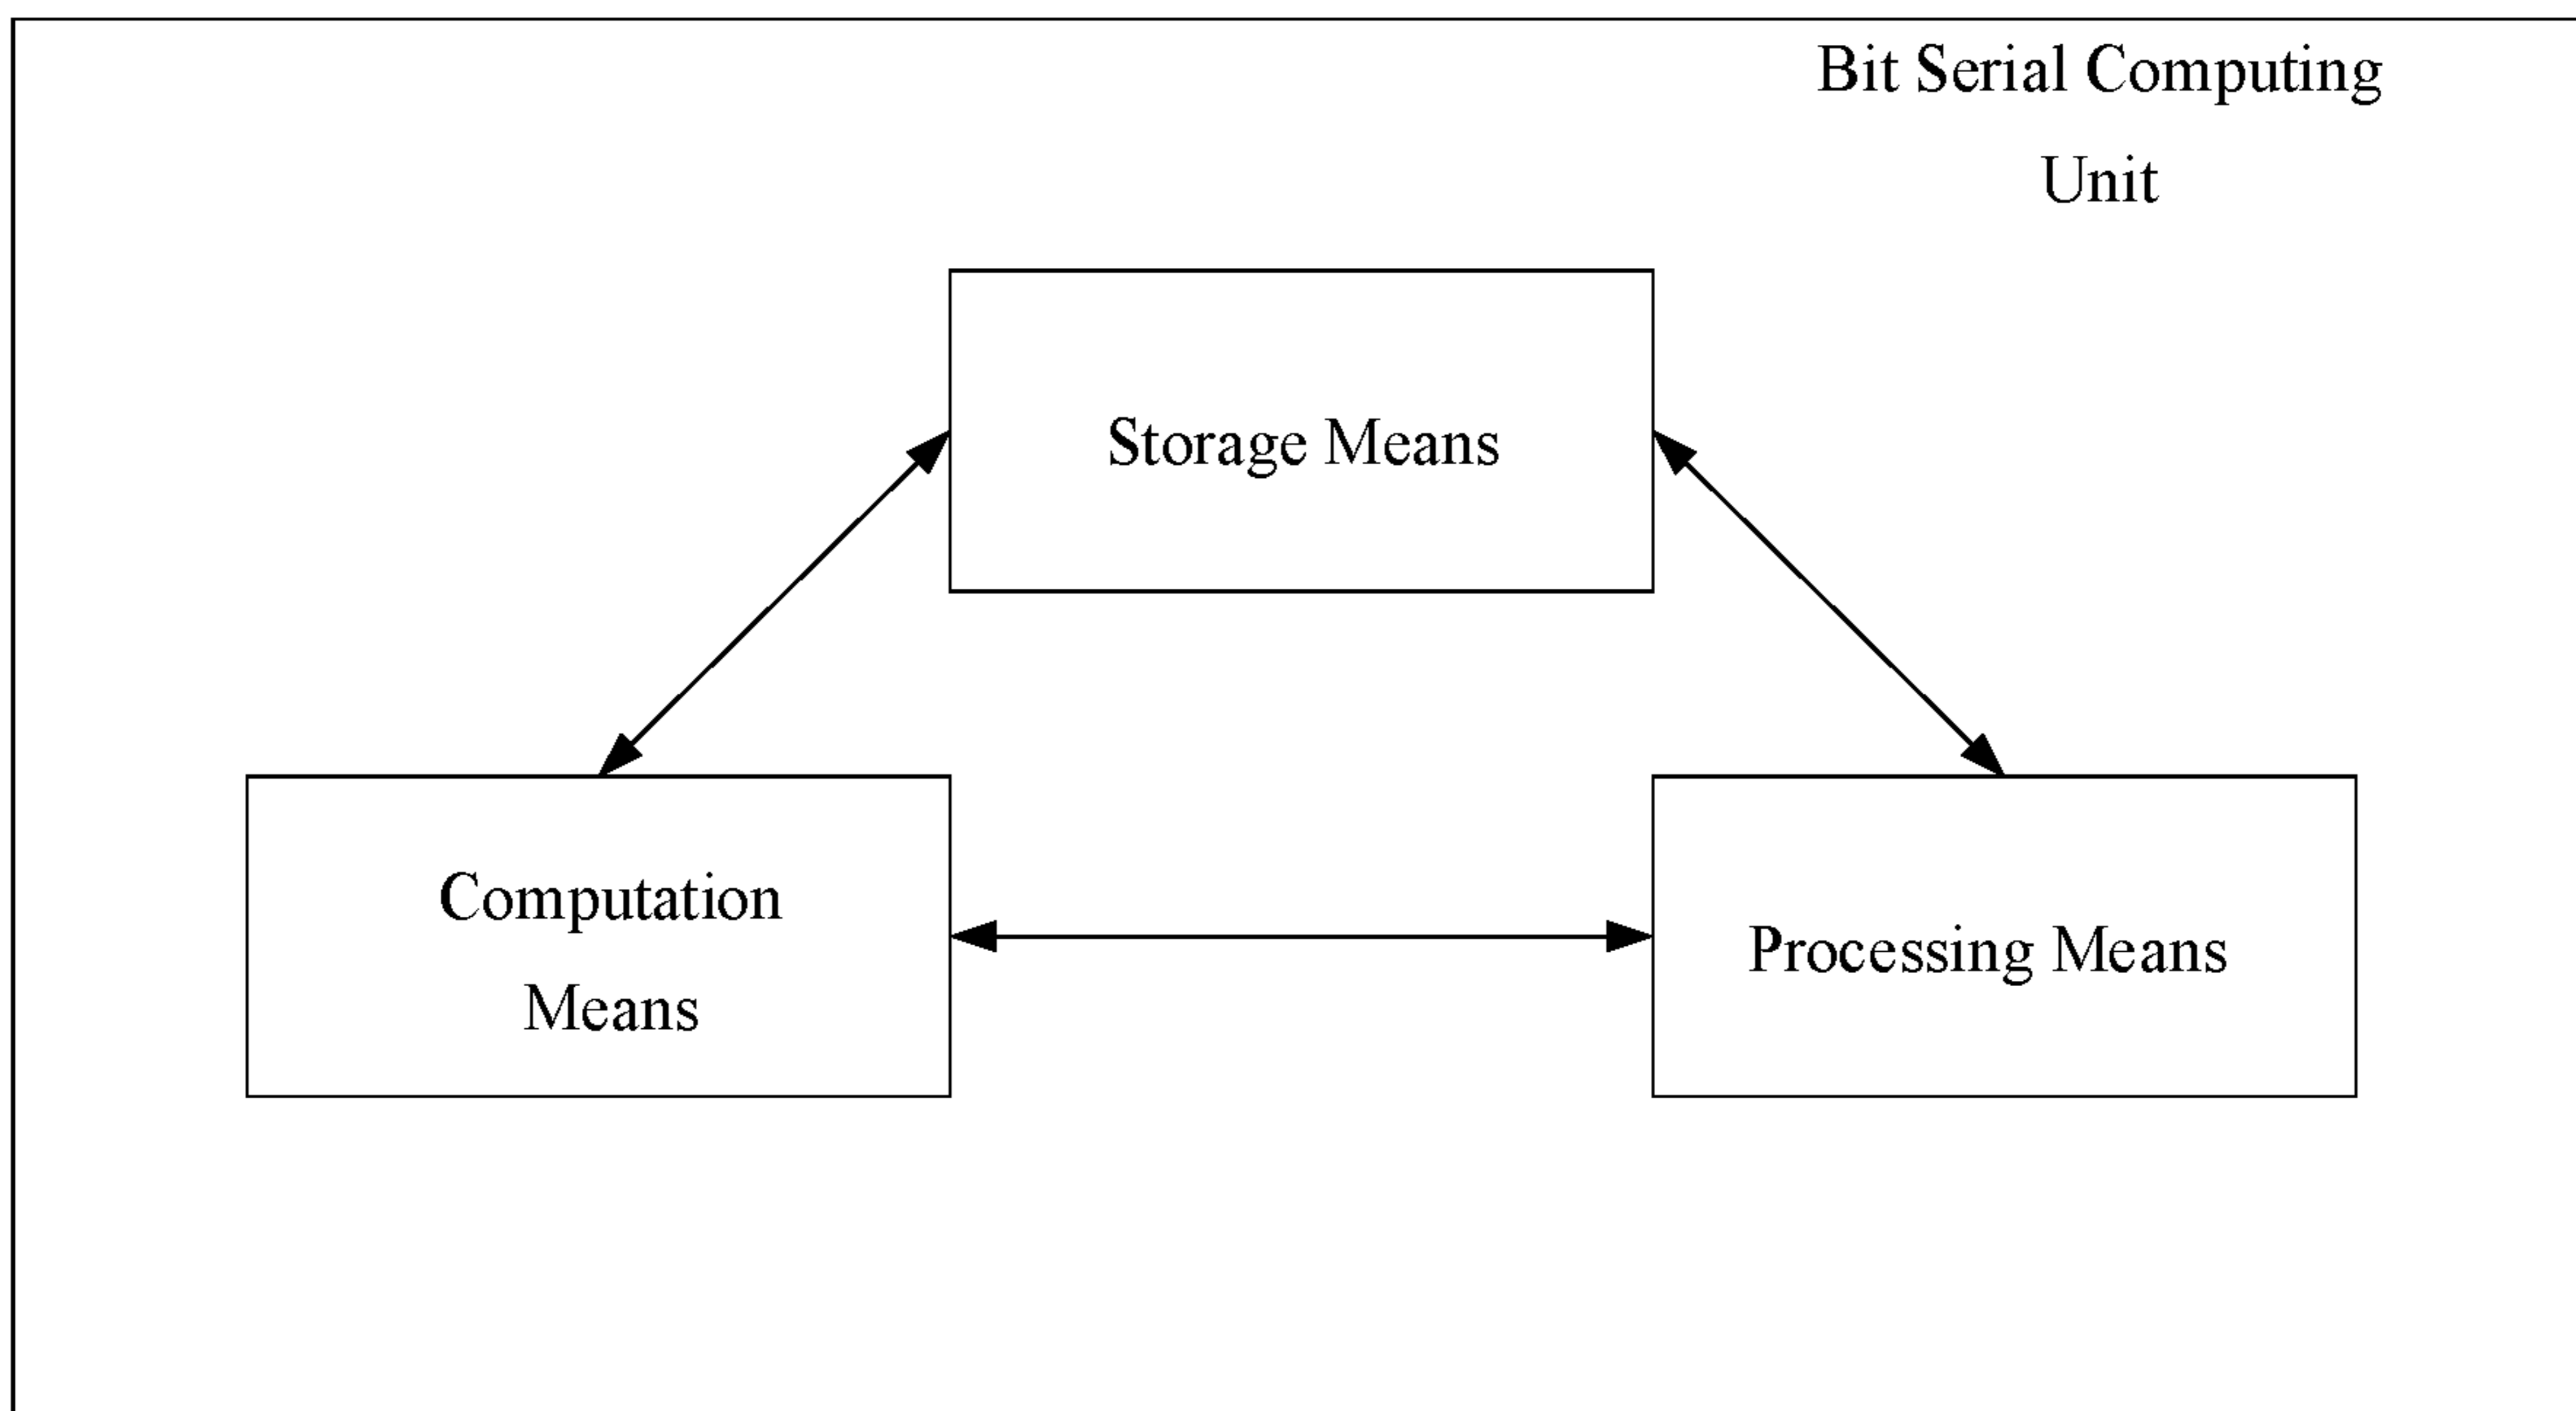 Bit Serial Computing
Unit
Storage Means
Computation
Means
Processing Means